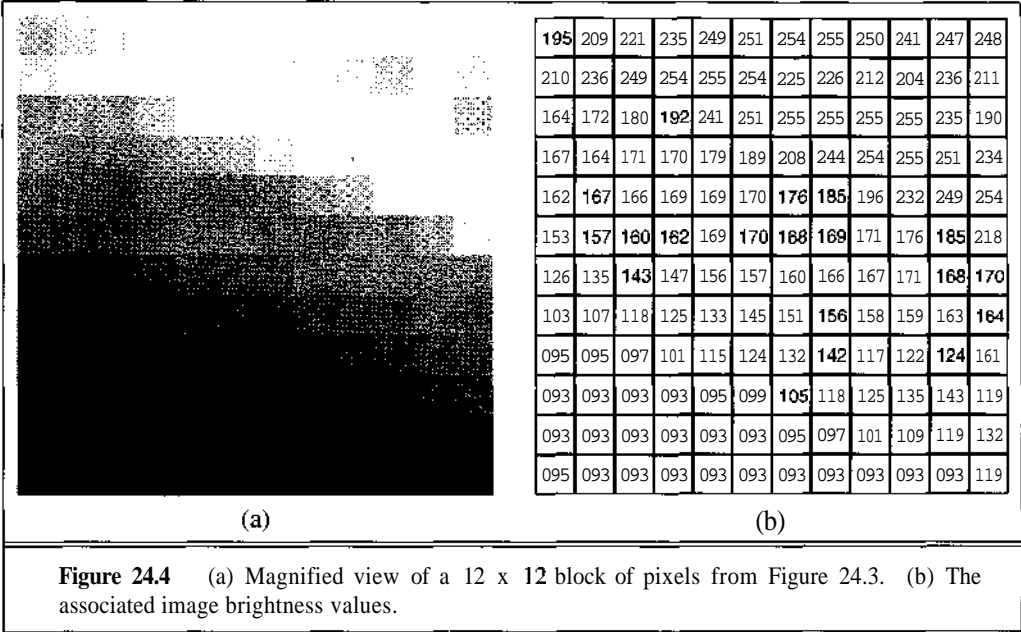 195 209 221 235 249 251 254 255 250 241 247 248
210 236 249 254 255 254 225 226 212 204 236 211
164 172 180 192 241 251 255 255 255 255 235 190
167 164 171 170 179 189 208 244 254 255 251 234
162 167 166 169 169 170 176 185 196 232 249 254
153 157 160 162 169 170 168 169 171 176 185 218
126 135 143 147 156 157 160 166 167 171 168 170
103 107 118 125 133 145 151 156 158 159 163 164
095 095 097 101 115 124 132 142 117 122 124 161
093 093 093 093 095 099 105 118 125 135 143 119
093 093 093 093 093 093 095 097 101 109 119 132
095 093 093 093 093 093 093 093 093 093 093 119
(a) (b)
Figure 24.4 (a) Magnified view of a 12 x 12 block of pixels from Figure 24.3. (b) The
associated image brightness values.